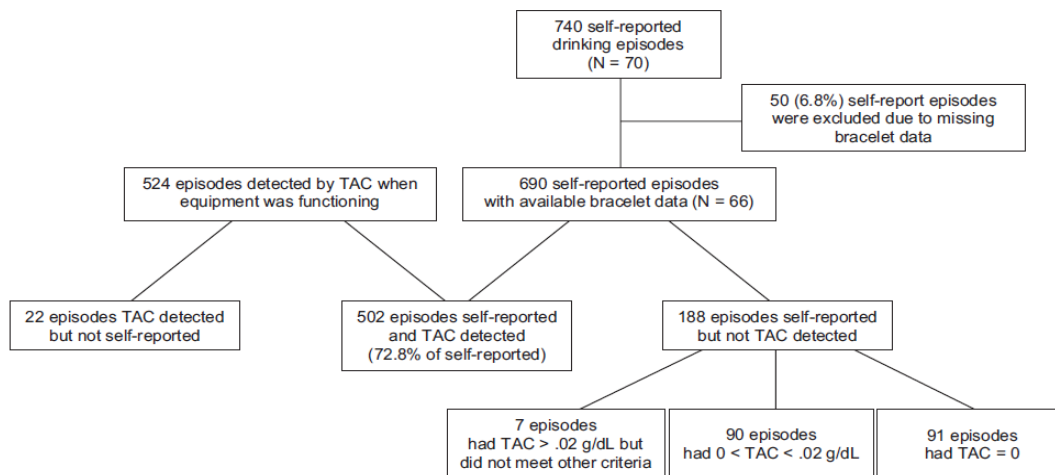 740 self-reported
drinking episodes
(N = 70)
50 (6.8%) self-report episodes
were excluded due to missing
bracelet data
524 episodes detected by TAC when
equipment was functioning
690 self-reported episodes
with available bracelet data (N = 66)
22 episodes TAC detected
but not self-reported
502 episodes self-reported
and TAC detected
(72.8% of self-reported)
188 episodes self-reported
but not TAC detected
7 episodes
had TAC > .02 g/dL but
did not meet other criteria
90 episodes
had 0 < TAC < .02 g/dL
91 episodes
had TAC = 0